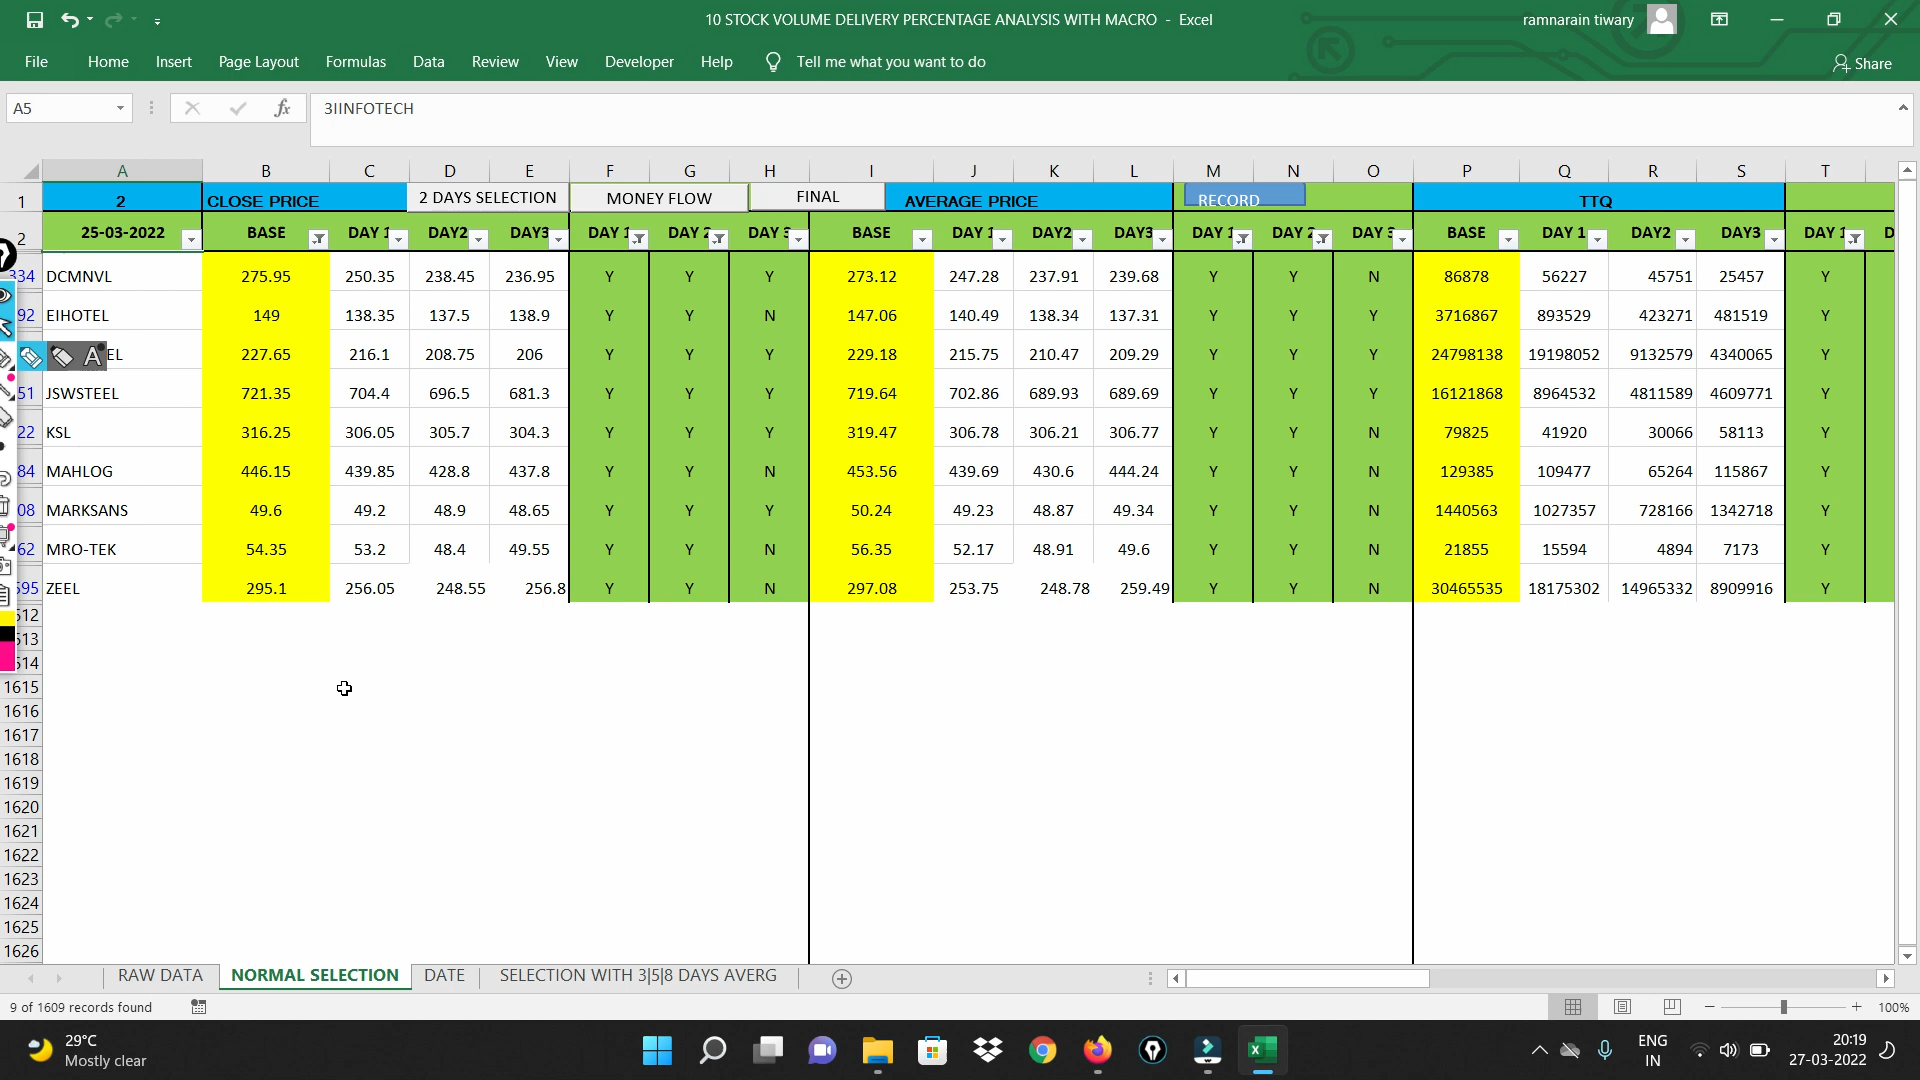 10 STOCK VOLUME DELIVERY PERCENTAGE ANALYSIS WITH MACRO - Excel ramnarain tiwary
File Home Insert Page Layout Formulas Data Review View Developer Help Tell me what you want to do Share
A5 fx 3IINFOTECH
A B C D E F G H I J K L M N O P Q R S T
1 2 CLOSE PRICE 2 DAYS SELECTION MONEY FLOW FINAL AVERAGE PRICE RECORD TTQ
2 25-03-2022 BASE DAY 1 DAY2 DAY3 DAY 1 DAY 2 DAY 3 BASE DAY 1 DAY2 DAY3 DAY 1 DAY 2 DAY 3 BASE DAY 1 DAY2 DAY3 DAY 1 D
334 DCMNVL 275.95 250.35 238.45 236.95 Y Y Y 273.12 247.28 237.91 239.68 Y Y N 86878 56227 45751 25457 Y
92 EIHOTEL 149 138.35 137.5 138.9 Y Y N 147.06 140.49 138.34 137.31 Y Y Y 3716867 893529 423271 481519 Y
A EL 227.65 216.1 208.75 206 Y Y Y 229.18 215.75 210.47 209.29 Y Y Y 24798138 19198052 9132579 4340065 Y
51 JSWSTEEL 721.35 704.4 696.5 681.3 Y Y Y 719.64 702.86 689.93 689.69 Y Y Y 16121868 8964532 4811589 4609771 Y
22 KSL 316.25 306.05 305.7 304.3 Y Y Y 319.47 306.78 306.21 306.77 Y Y N 79825 41920 30066 58113 Y
84 MAHLOG 446.15 439.85 428.8 437.8 Y Y N 453.56 439.69 430.6 444.24 Y Y N 129385 109477 65264 115867 Y
08 MARKSANS 49.6 49.2 48.9 48.65 Y Y Y 50.24 49.23 48.87 49.34 Y Y N 1440563 1027357 728166 1342718 Y
62 MRO-TEK 54.35 53.2 48.4 49.55 Y Y N 56.35 52.17 48.91 49.6 Y Y N 21855 15594 4894 7173 Y
595 ZEEL 295.1 256.05 248.55 256.8 Y Y N 297.08 253.75 248.78 259.49 Y Y N 30465535 18175302 14965332 8909916 Y
612
613
614
1615
1616
1617
1618
1619
1620
1621
1622
1623
1624
1625
1626
RAW DATA NORMAL SELECTION DATE SELECTION WITH 3|5|8 DAYS AVERG
9 of 1609 records found 100%
29°C
Mostly clear
ENG
IN
20:19
27-03-2022